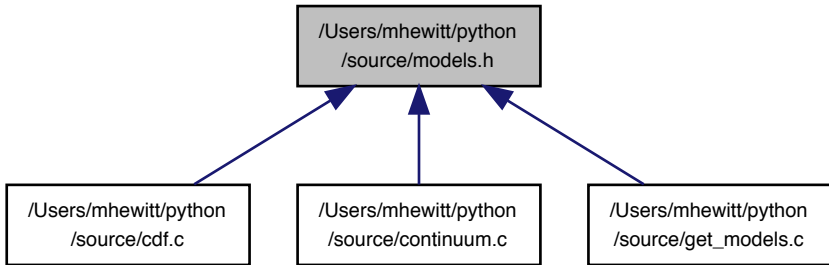 /Users/mhewitt/python
/source/models.h
/Users/mhewitt/python
/source/cdf.c
/Users/mhewitt/python
/source/continuum.c
/Users/mhewitt/python
/source/get_models.c